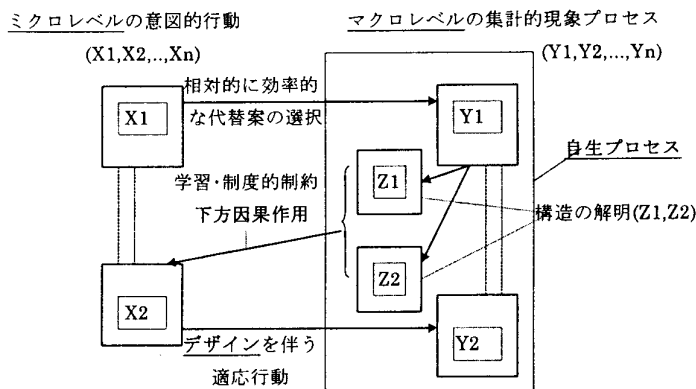 ミクロレベルの意図的行動
(X1,X2,..,Xn)
マクロレベル的集計的現象プロセス
(Y1,Y2,...,Yn)
相対的に効率的
な代替案の選択
X1
Y1
自生プロセス
学習・制度的制約
下方因果作用
Z1
構造の解明(Z1,Z2)
Z2
X2
Y2
デザインを伴う
適応行動